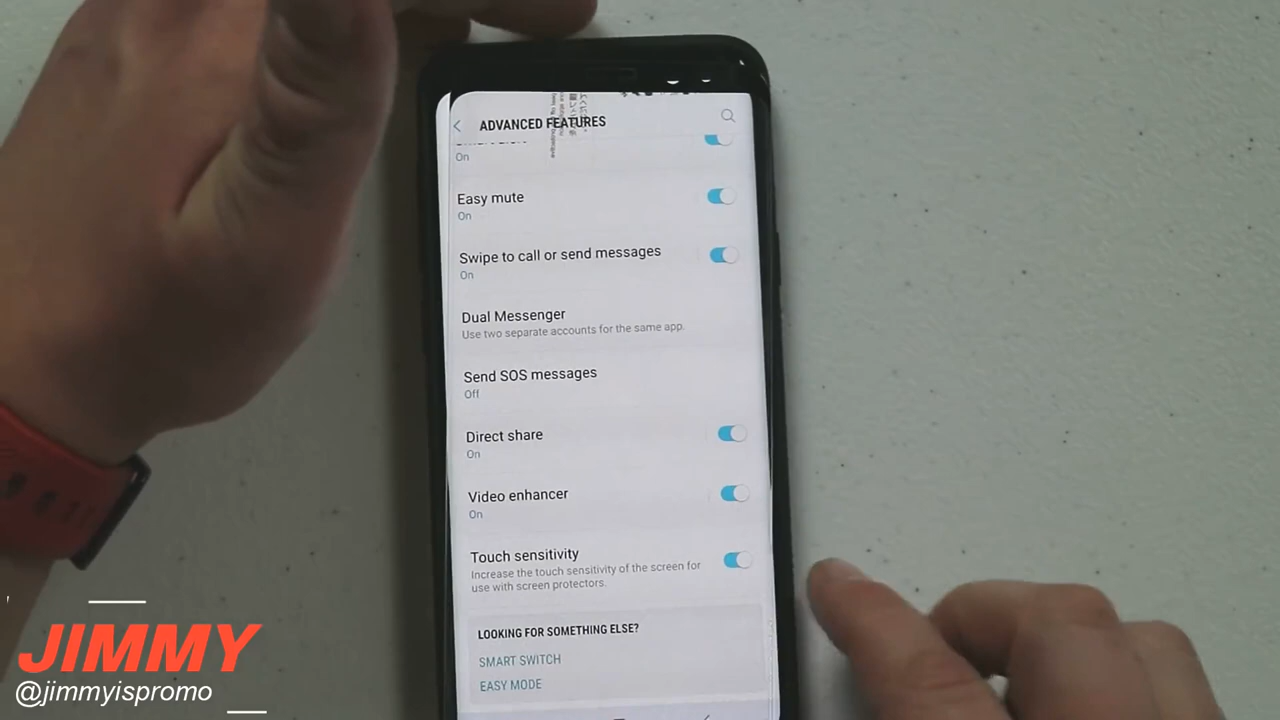 ADVANCED FEATURES
On
Easy mute
On
Swipe to call or send messages
On
Dual Messenger
Use two separate accounts for the same app.
Send SOS messages
Off
Direct share
On
Video enhancer
On
Touch sensitivity
Increase the touch sensitivity of the screen for
use with screen protectors.
LOOKING FOR SOMETHING ELSE?
SMART SWITCH
EASY MODE
JIMMY
@jimmyispromo